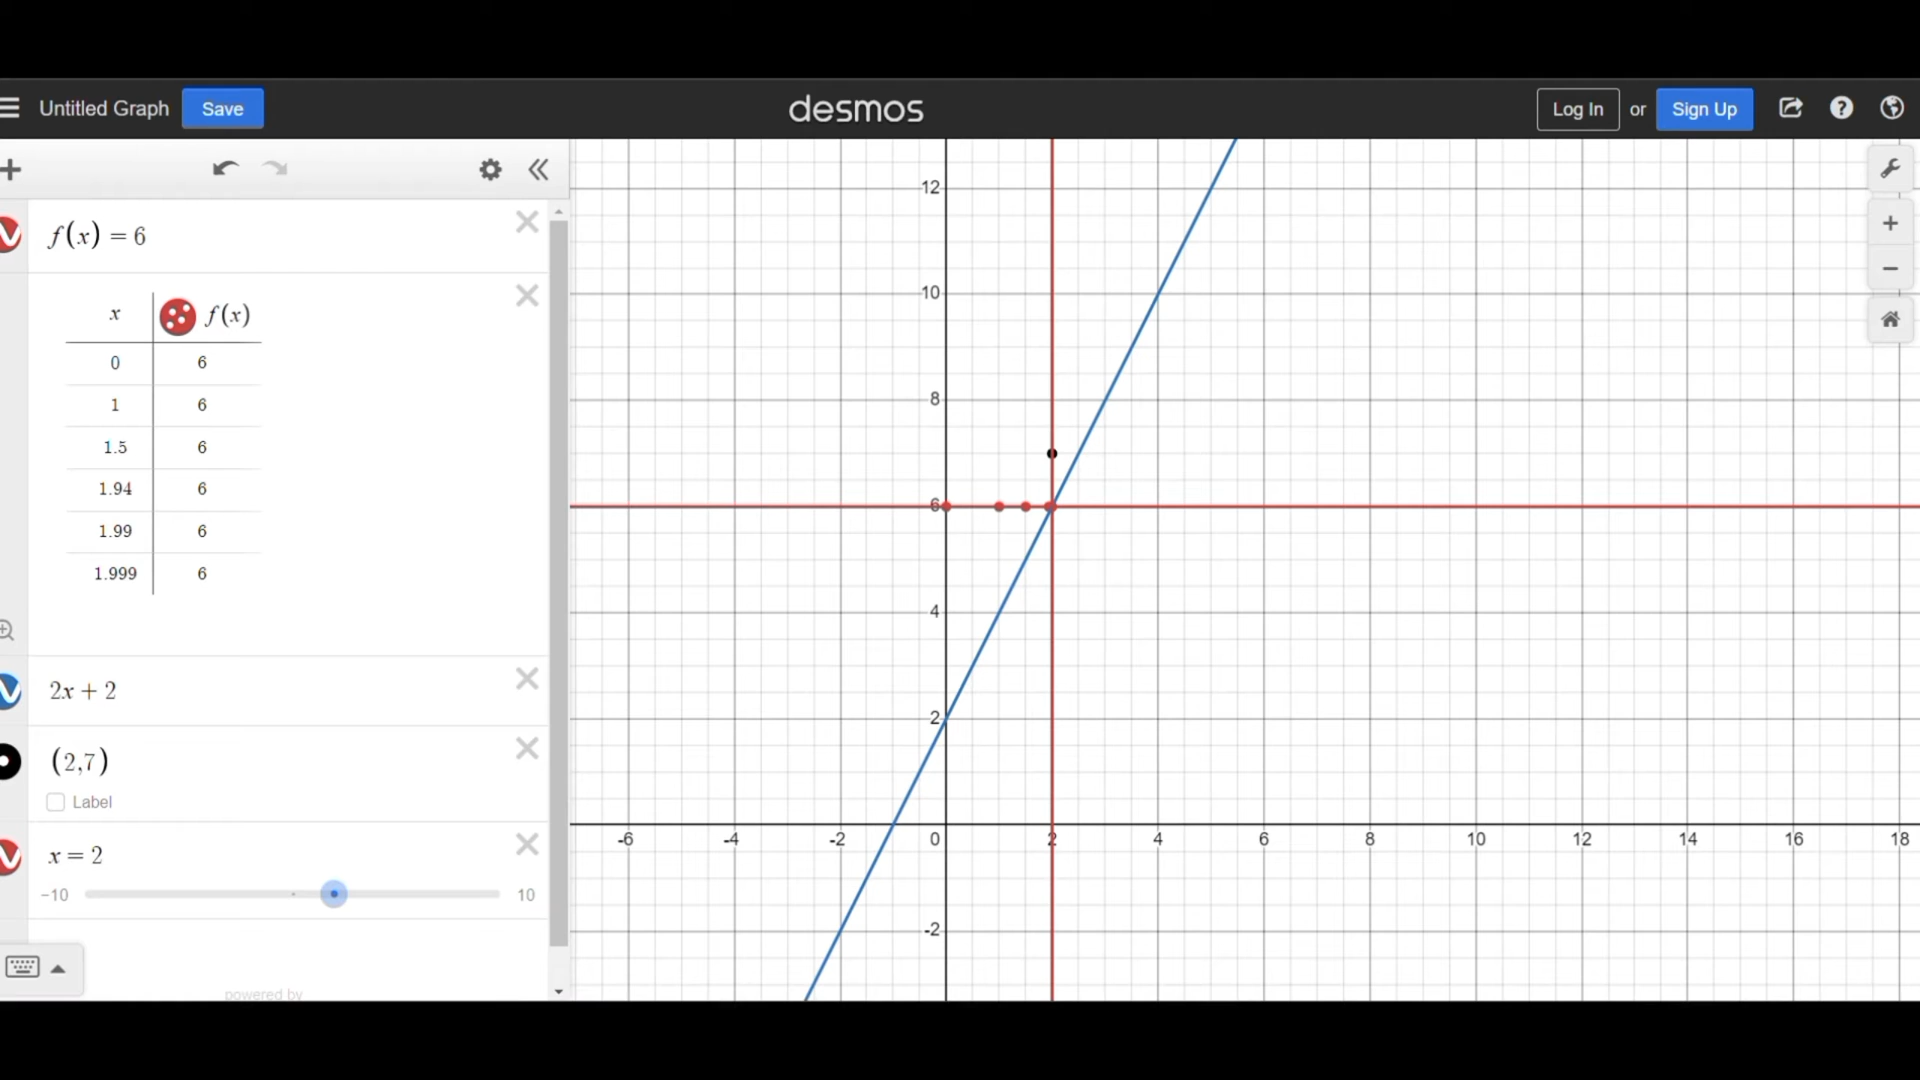 Untitled Graph Save desmos Log In or Sign Up
f(x) = 6
x f(x)
0 6
1 6
1.5 6
1.94 6
1.99 6
1.999 6
2x + 2
(2,7)
Label
x = 2
−10 10
powered by
12
10
8
6
4
2
-6 -4 -2 0 2 4 6 8 10 12 14 16 18
-2